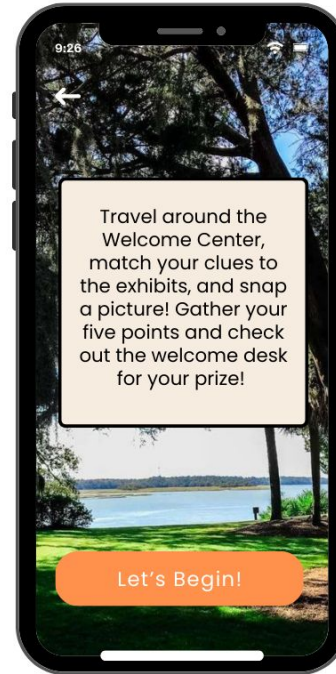 9:26
Travel around the
Welcome Center,
match your clues to
the exhibits, and snap
a picture! Gather your
five points and check
out the welcome desk
for your prize!
Let's Begin!